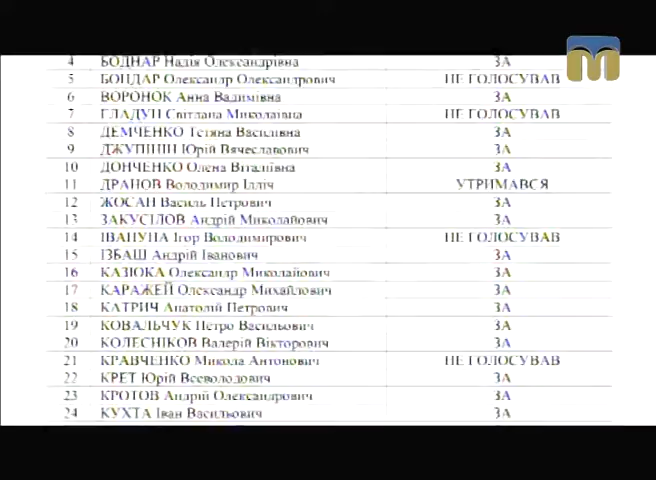 4 БОДНАР Надія Олександрівна ЗА
5 БОНДАР Олександр Олександрович НЕ ГОЛОСУВАВ
6 ВОРОНОК Анна Вадимівна ЗА
7 ГЛАДУН Світлана Миколаївна НЕ ГОЛОСУВАВ
8 ДЕМЧЕНКО Тетяна Василівна ЗА
9 ДЖУПІНІН Юрій Вячеславович ЗА
10 ДОНЧЕНКО Олена Віталіївна ЗА
11 ДРАНОВ Володимир Ілліч УТРИМАВСЯ
12 ЖОСАН Василь Петрович ЗА
13 ЗАКУСІЛОВ Андрій Миколайович ЗА
14 ІВАНУНА Ігор Володимирович НЕ ГОЛОСУВАВ
15 ІЗБАШ Андрій Іванович ЗА
16 КАЗЮКА Олександр Миколайович ЗА
17 КАРАЖЕЙ Олександр Михайлович ЗА
18 КАТРИЧ Анатолій Петрович ЗА
19 КОВАЛЬЧУК Петро Васильович ЗА
20 КОЛЕСНІКОВ Валерій Вікторович ЗА
21 КРАВЧЕНКО Микола Антонович НЕ ГОЛОСУВАВ
22 КРЕТ Юрій Всеволодович ЗА
23 КРОТОВ Андрій Олександрович ЗА
24 КУХТА Іван Васильович ЗА